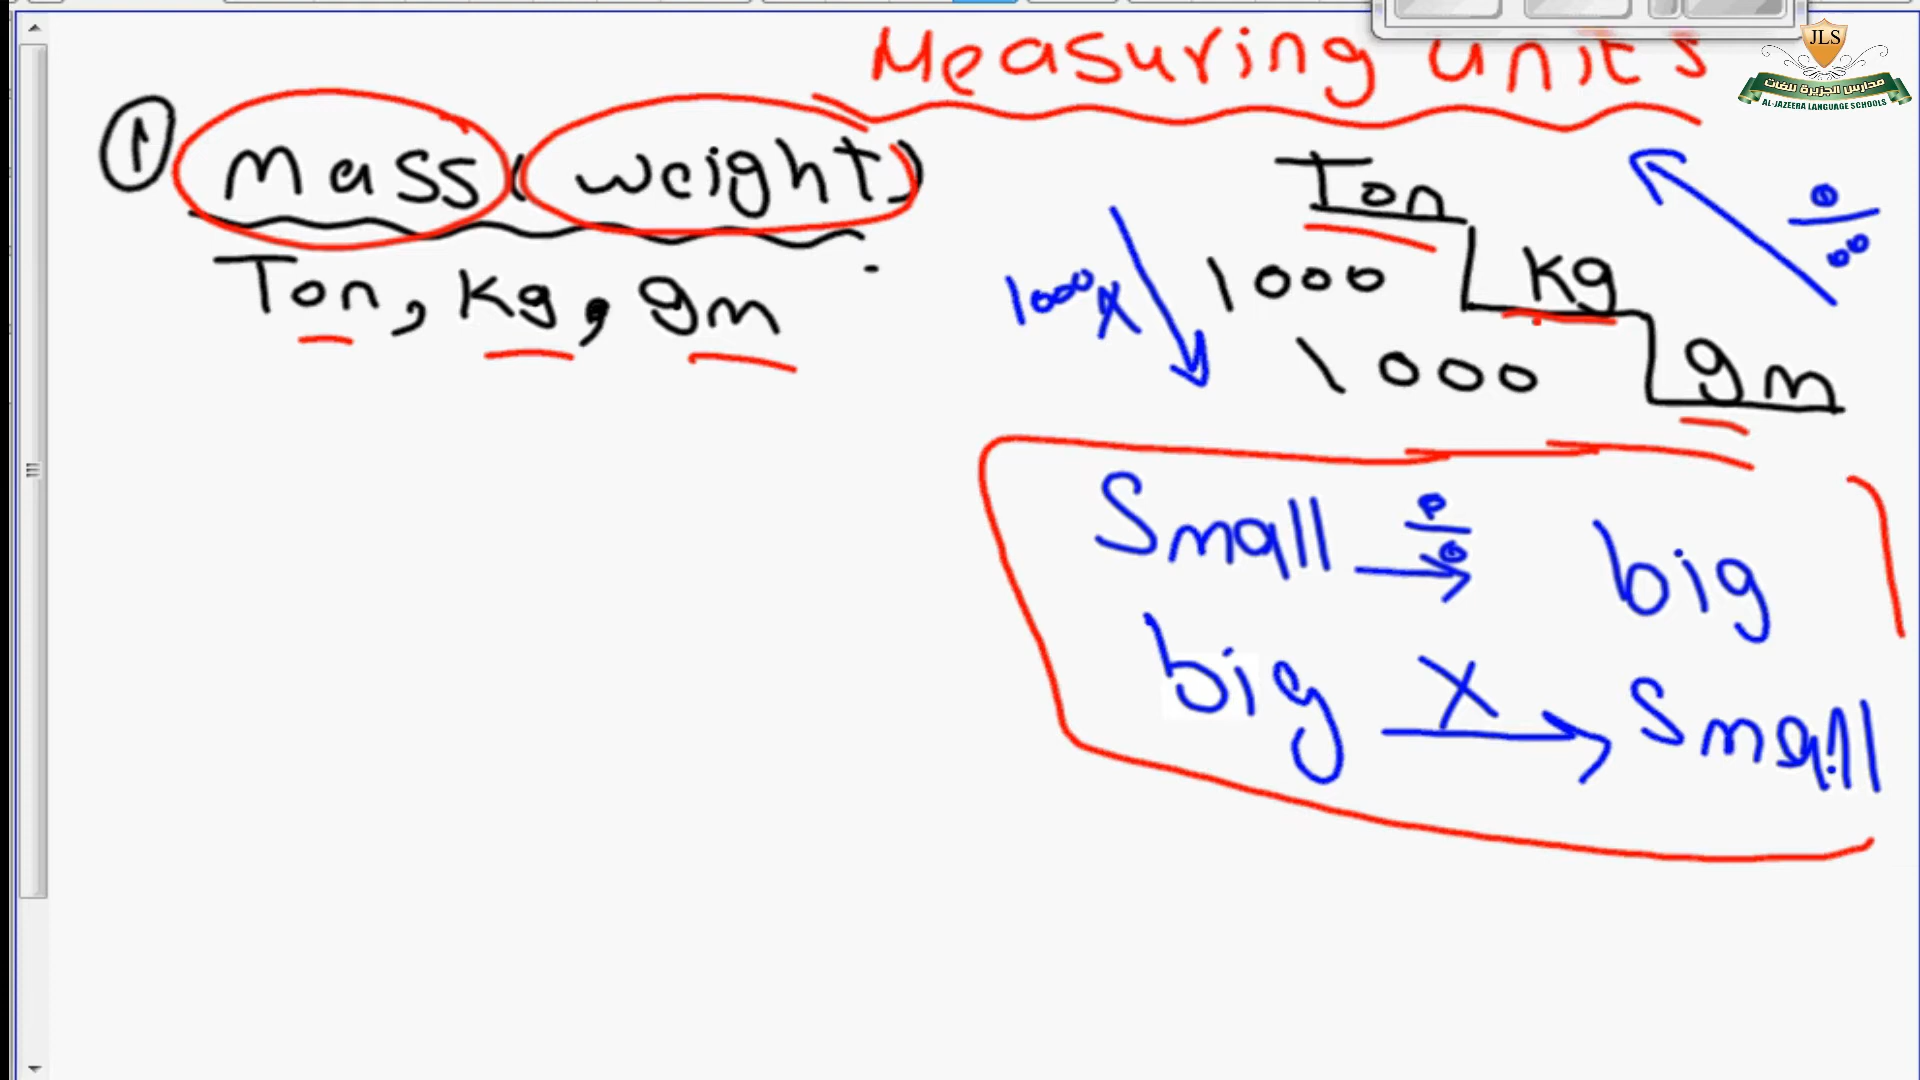 Measuring units
JLS
مدارس الجزيرة للغات
AL-JAZEERA LANGUAGE SCHOOLS
① Mass (weight)
Ton, kg, gm
Ton
1000 kg
1000 gm
1000 X
÷
Small ÷→ big
big X→ Small